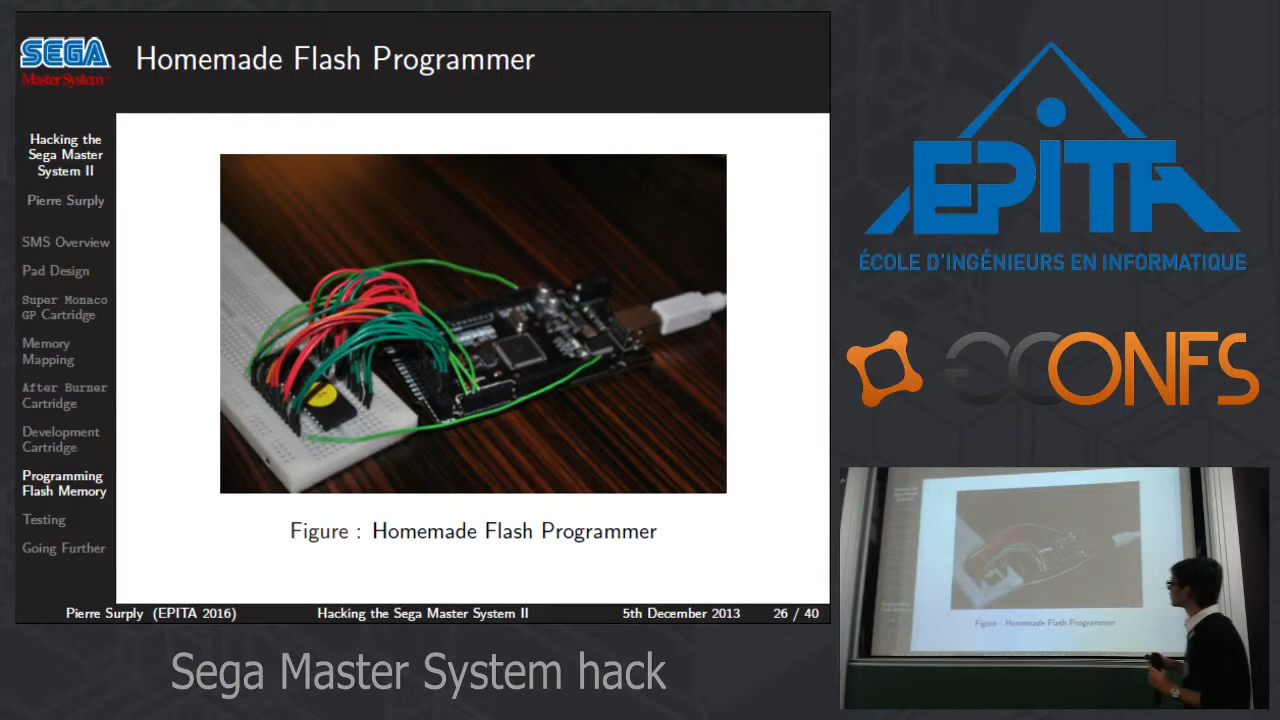 SEGA
Master System
Homemade Flash Programmer
Hacking the
Sega Master
System II
Pierre Surply
SMS Overview
Pad Design
Super Monaco
GP Cartridge
Memory
Mapping
After Burner
Cartridge
Development
Cartridge
Programming
Flash Memory
Testing
Going Further
Figure : Homemade Flash Programmer
Pierre Surply (EPITA 2016)
Hacking the Sega Master System II
5th December 2013
26 / 40
Sega Master System hack
EPITA
ÉCOLE D'INGÉNIEURS EN INFORMATIQUE
GCONFS
Figure : Homemade Flash Programmer